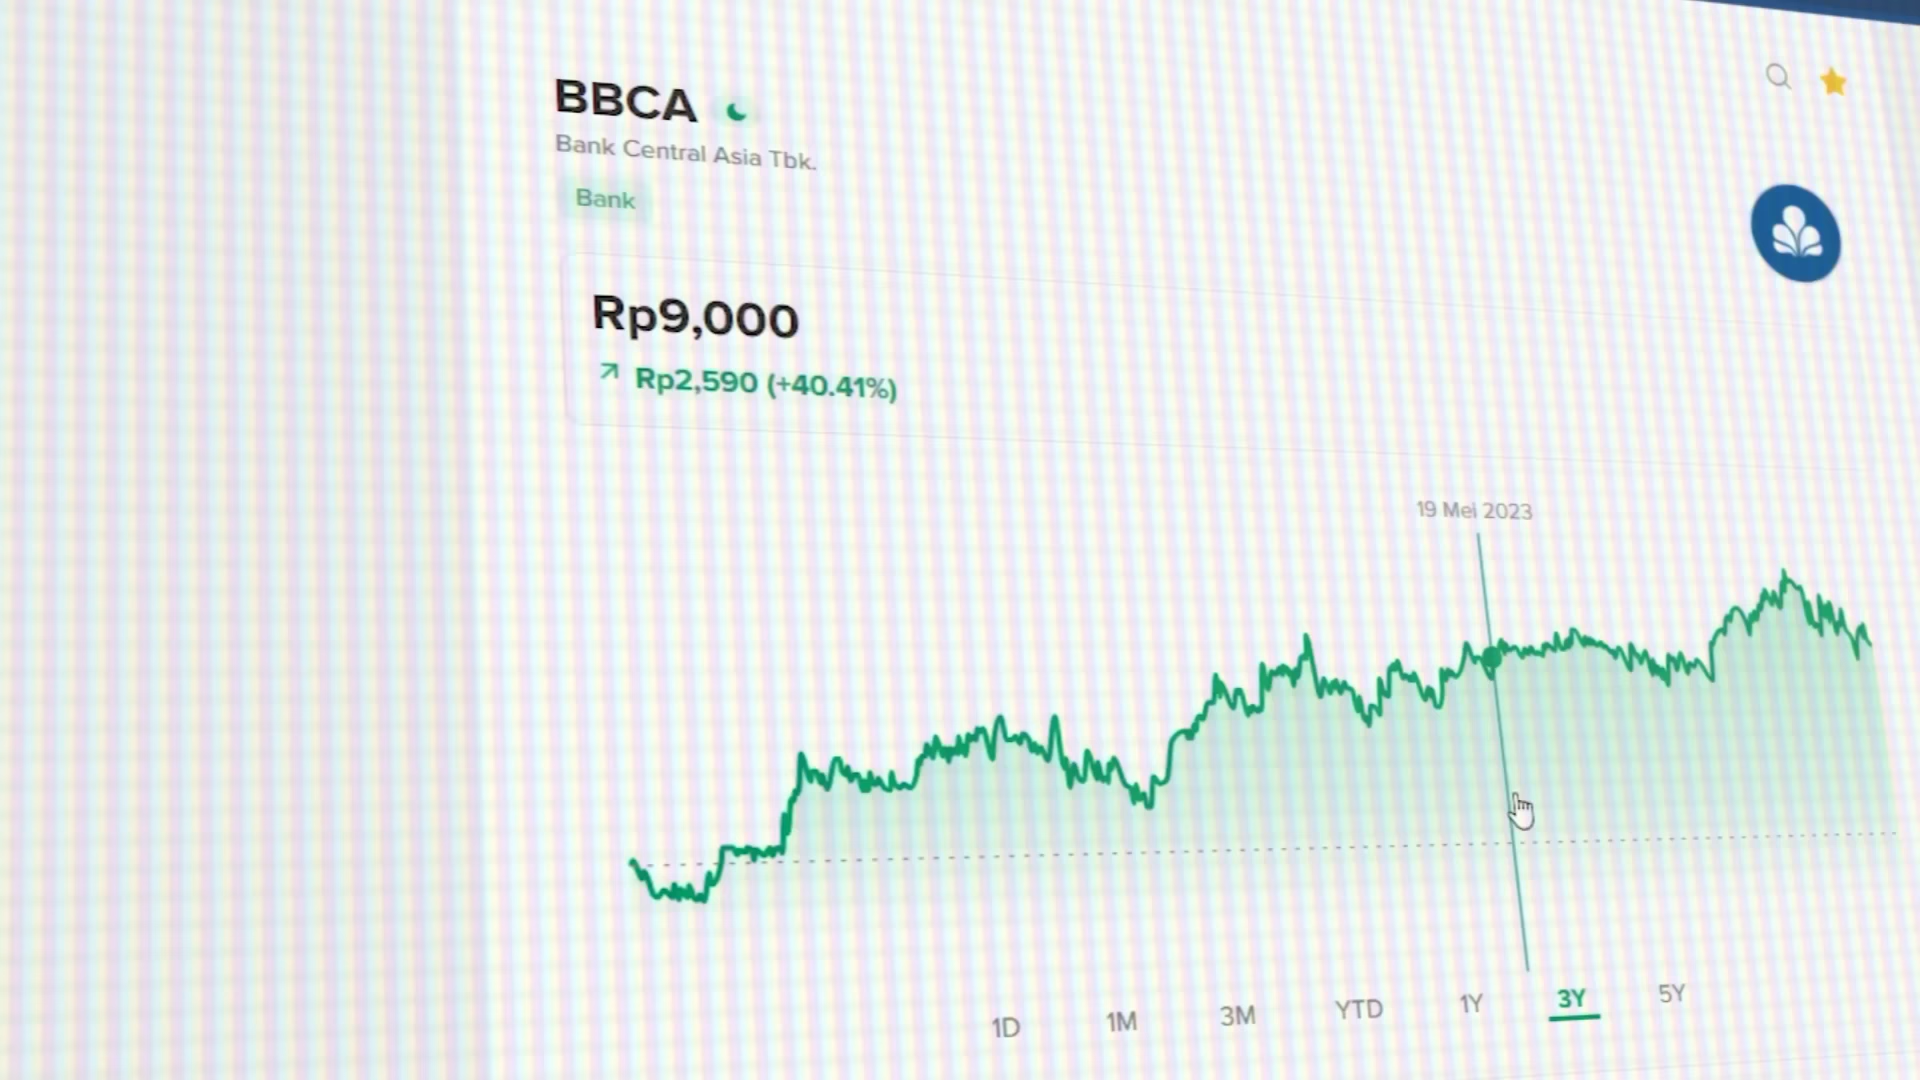 BBCA
Bank Central Asia Tbk.
Bank
Rp9,000
Rp2,590 (+40.41%)
19 Mei 2023
1D 1M 3M YTD 1Y 3Y 5Y